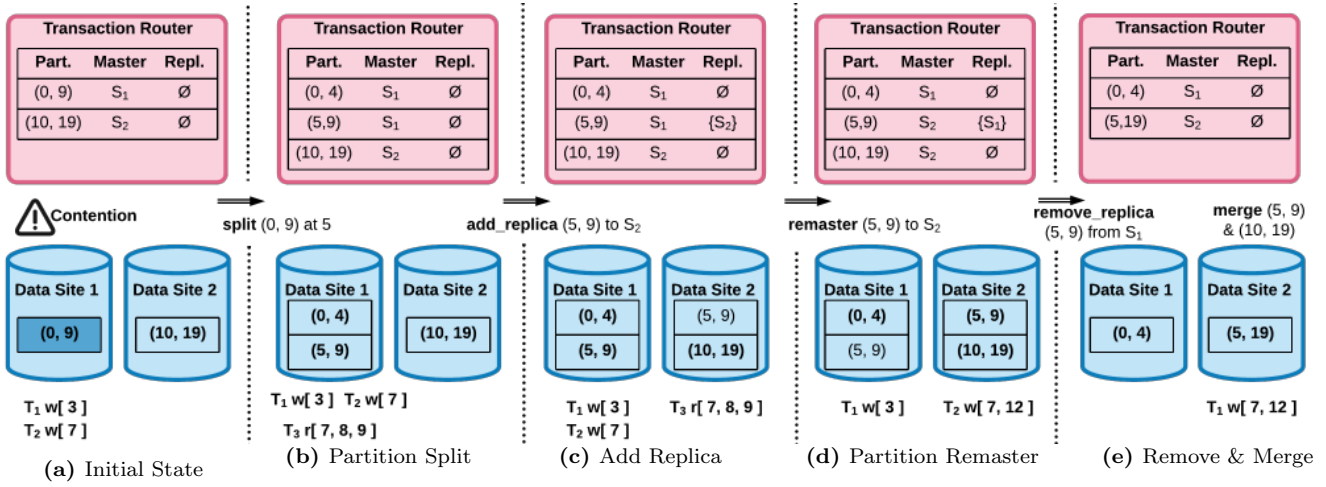 Transaction Router
Part. Master Repl.
(0, 9) S₁ Ø
(10, 19) S₂ Ø
Contention
Data Site 1
(0, 9)
Data Site 2
(10, 19)
T₁ w[ 3 ]
T₂ w[ 7 ]
(a) Initial State
split (0, 9) at 5
Transaction Router
Part. Master Repl.
(0, 4) S₁ Ø
(5,9) S₁ Ø
(10, 19) S₂ Ø
Data Site 1
(0, 4)
(5, 9)
Data Site 2
(10, 19)
T₁ w[ 3 ] T₂ w[ 7 ]
T₃ r[ 7, 8, 9 ]
(b) Partition Split
add_replica (5, 9) to S₂
Transaction Router
Part. Master Repl.
(0, 4) S₁ Ø
(5,9) S₁ {S₂}
(10, 19) S₂ Ø
Data Site 1
(0, 4)
(5, 9)
Data Site 2
(5, 9)
(10, 19)
T₁ w[ 3 ]
T₂ w[ 7 ]
T₃ r[ 7, 8, 9 ]
(c) Add Replica
remaster (5, 9) to S₂
Transaction Router
Part. Master Repl.
(0, 4) S₁ Ø
(5,9) S₂ {S₁}
(10, 19) S₂ Ø
Data Site 1
(0, 4)
(5, 9)
Data Site 2
(5, 9)
(10, 19)
T₁ w[ 3 ]
T₂ w[ 7, 12 ]
(d) Partition Remaster
remove_replica
(5, 9) from S₁
merge (5, 9)
& (10, 19)
Transaction Router
Part. Master Repl.
(0, 4) S₁ Ø
(5,19) S₂ Ø
Data Site 1
(0, 4)
Data Site 2
(5, 19)
T₁ w[ 7, 12 ]
(e) Remove & Merge